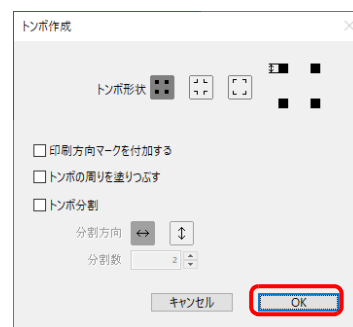 トンボ作成
トンボ形状
印刷方向マークを付加する
トンボの周りを塗りつぶす
トンボ分割
分割方向
分割数 2
キャンセル OK